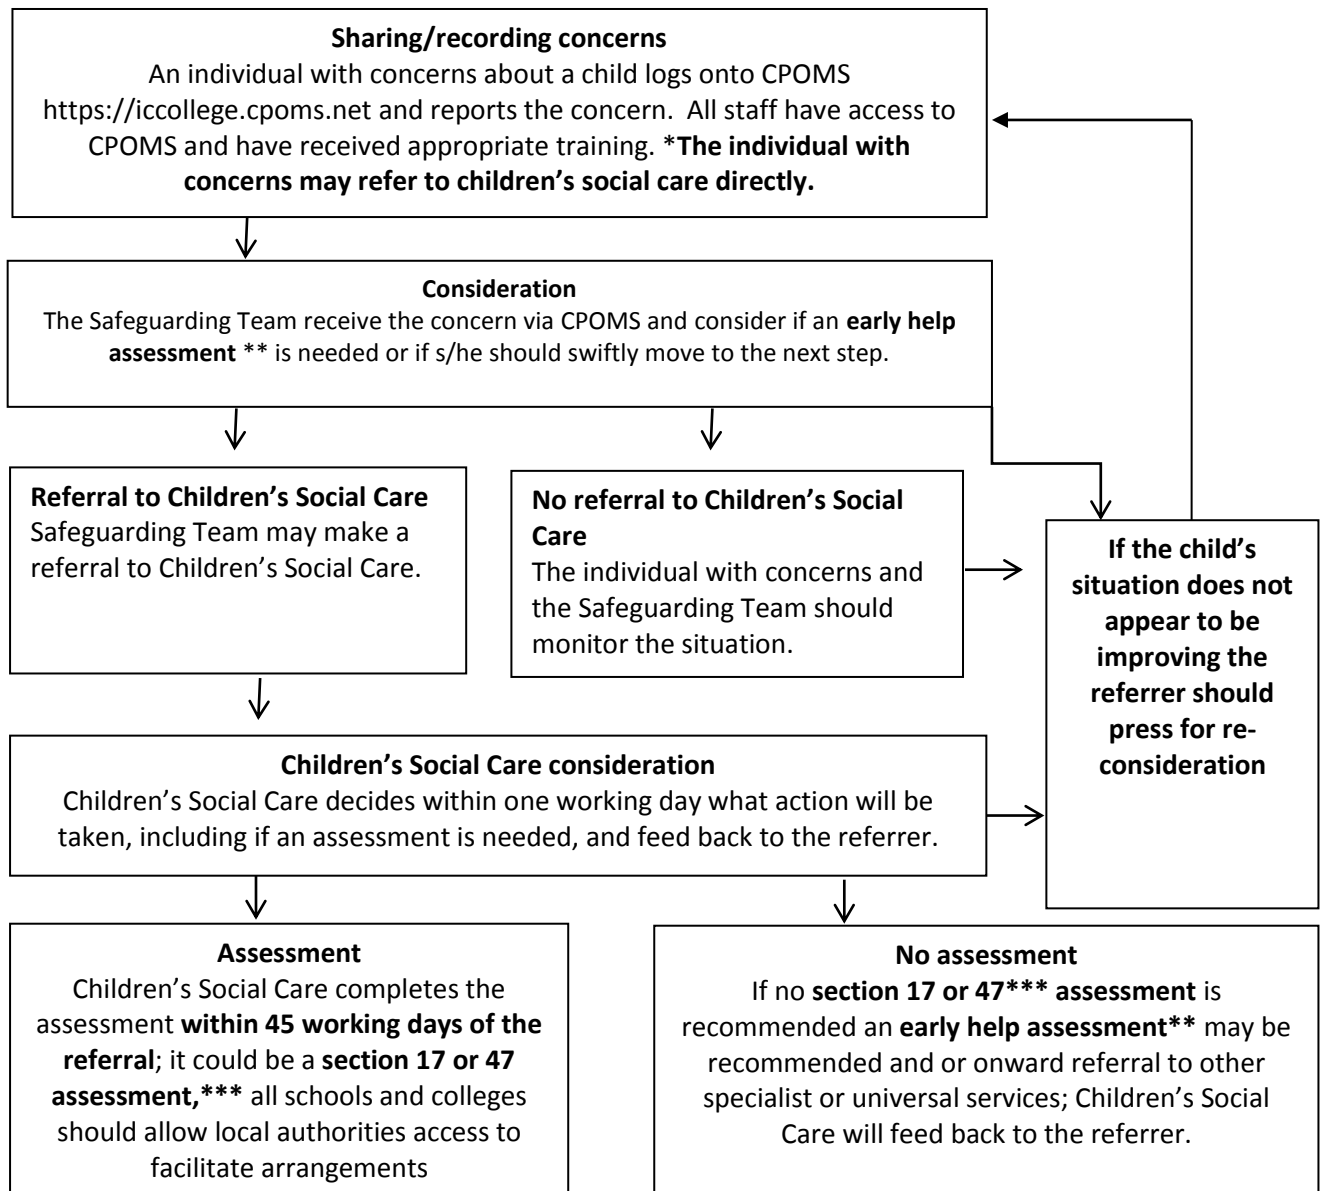 Sharing/recording concerns
An individual with concerns about a child logs onto CPOMS
https://iccollege.cpoms.net and reports the concern.  All staff have access to
CPOMS and have received appropriate training. *The individual with
concerns may refer to children's social care directly.
Consideration
The Safeguarding Team receive the concern via CPOMS and consider if an early help
assessment ** is needed or if s/he should swiftly move to the next step.
Referral to Children's Social Care
Safeguarding Team may make a
referral to Children's Social Care.
No referral to Children's Social
Care
The individual with concerns and
the Safeguarding Team should
monitor the situation.
If the child's
situation does not
appear to be
improving the
referrer should
press for re-
consideration
Children's Social Care consideration
Children's Social Care decides within one working day what action will be
taken, including if an assessment is needed, and feed back to the referrer.
Assessment
Children's Social Care completes the
assessment within 45 working days of the
referral; it could be a section 17 or 47
assessment,*** all schools and colleges
should allow local authorities access to
facilitate arrangements
No assessment
If no section 17 or 47*** assessment is
recommended an early help assessment** may be
recommended and or onward referral to other
specialist or universal services; Children's Social
Care will feed back to the referrer.